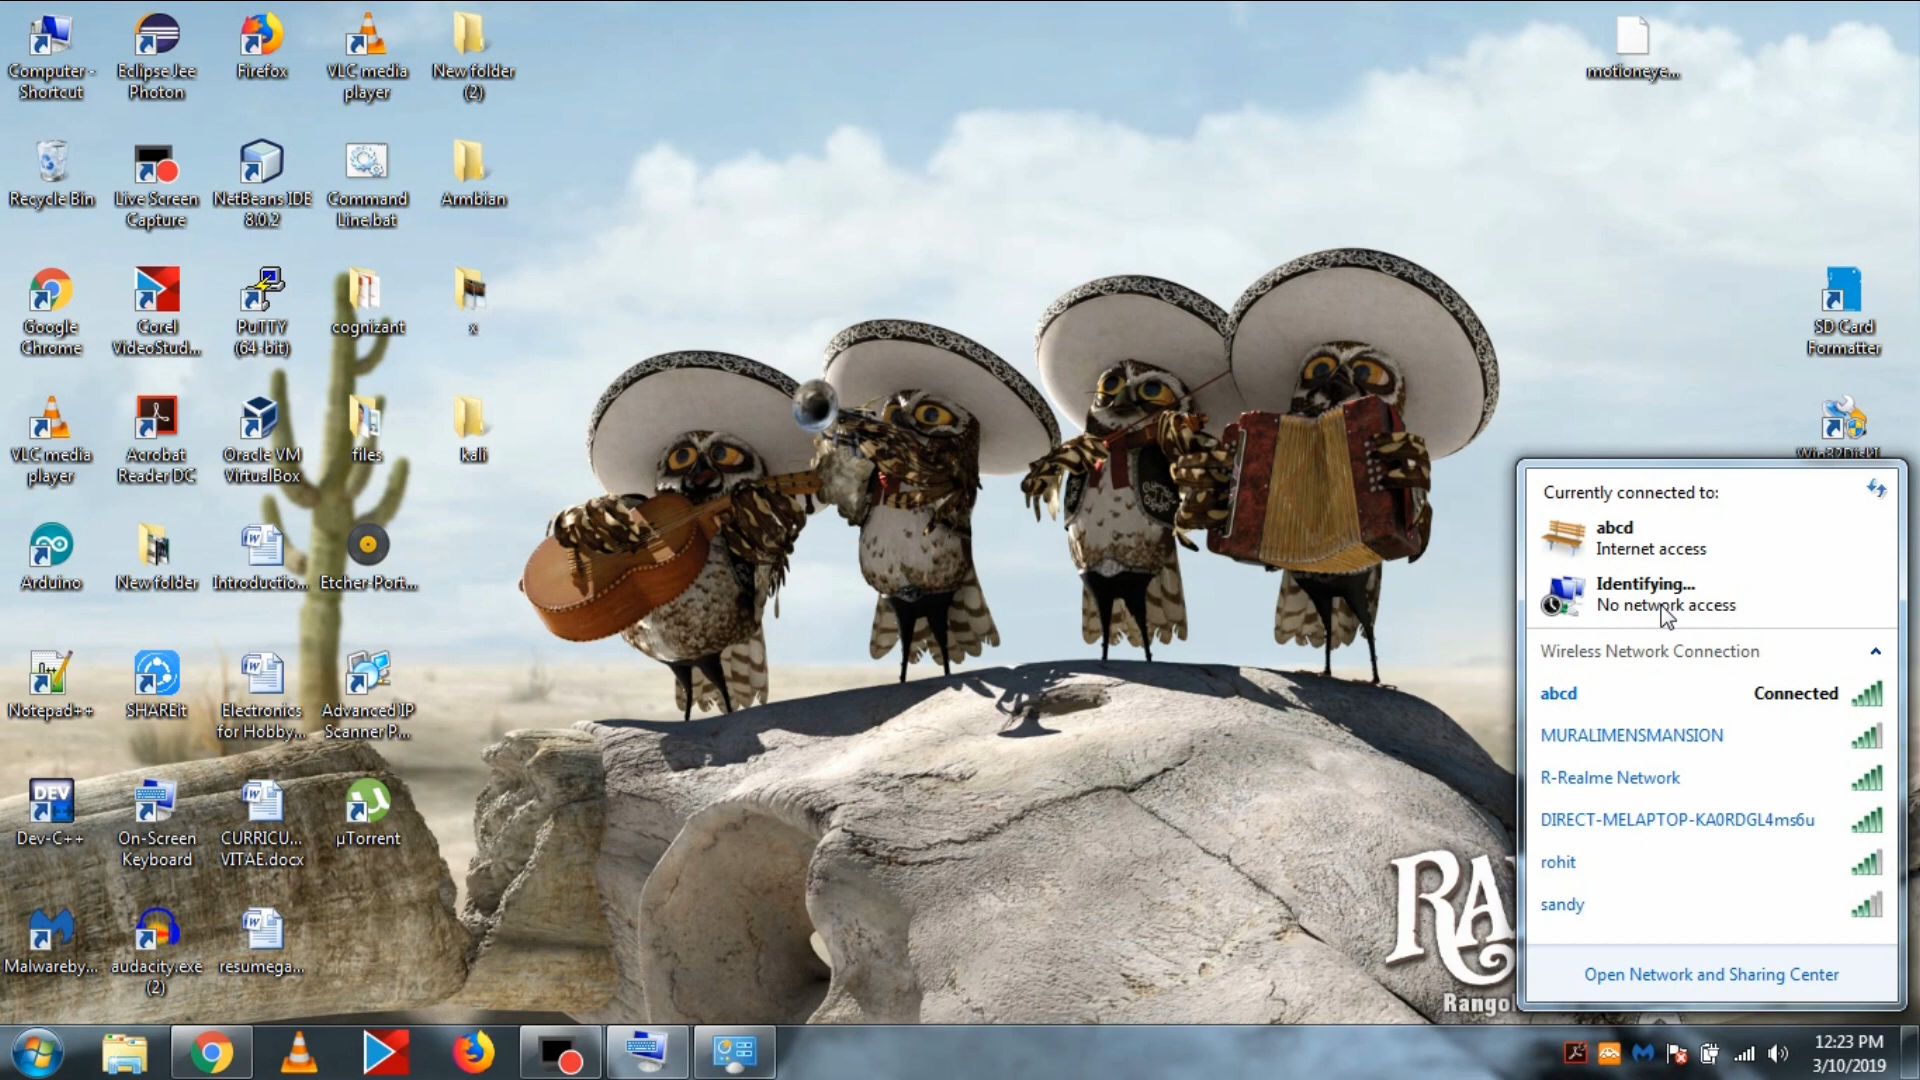 Computer -
Shortcut
Eclipse Jee
Photon
Firefox
VLC media
player
New folder
(2)
motioneye...
Recycle Bin
Live Screen
Capture
NetBeans IDE
8.0.2
Command
Line.bat
Armbian
Google
Chrome
Corel
VideoStud...
PuTTY
(64-bit)
cognizant
x
SD Card
Formatter
VLC media
player
Acrobat
Reader DC
Oracle VM
VirtualBox
files
kali
Win32DiskI...
Arduino
New folder
Introductio...
Etcher-Port...
Notepad++
SHAREit
Electronics
for Hobby...
Advanced IP
Scanner P...
DEV
Dev-C++
On-Screen
Keyboard
CURRICU...
VITAE.docx
µTorrent
Malwareby...
audacity.exe
(2)
resumega...
Currently connected to:
abcd
Internet access
Identifying...
No network access
Wireless Network Connection
abcd Connected
MURALIMENSMANSION
R-Realme Network
DIRECT-MELAPTOP-KA0RDGL4ms6u
rohit
sandy
Open Network and Sharing Center
RA
Rango
12:23 PM
3/10/2019